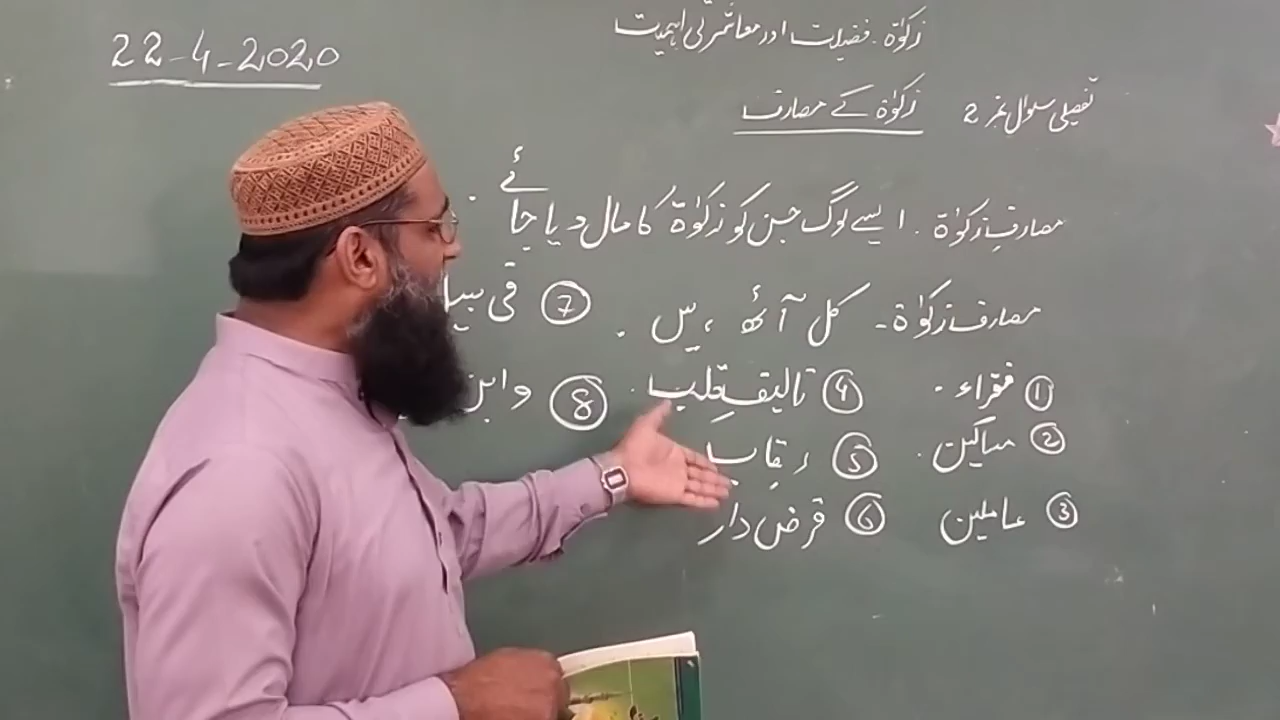 22-4-2020
زکوٰۃ. فضیلت اور معاشرتی اہمیت
تفصیلی سوال نمبر 2 زکوٰۃ کے مصارف
مصارفِ زکوٰۃ. ایسے لوگ جن کو زکوٰۃ کا مال دیا جائے.
مصارف زکوٰۃ - کل آٹھ ہیں.
① فقراء.
② مساکین.
③ عاملین
④ تالیف قلب.
⑤ رقاب
⑥ قرض دار
⑦ فی
⑧ وابن